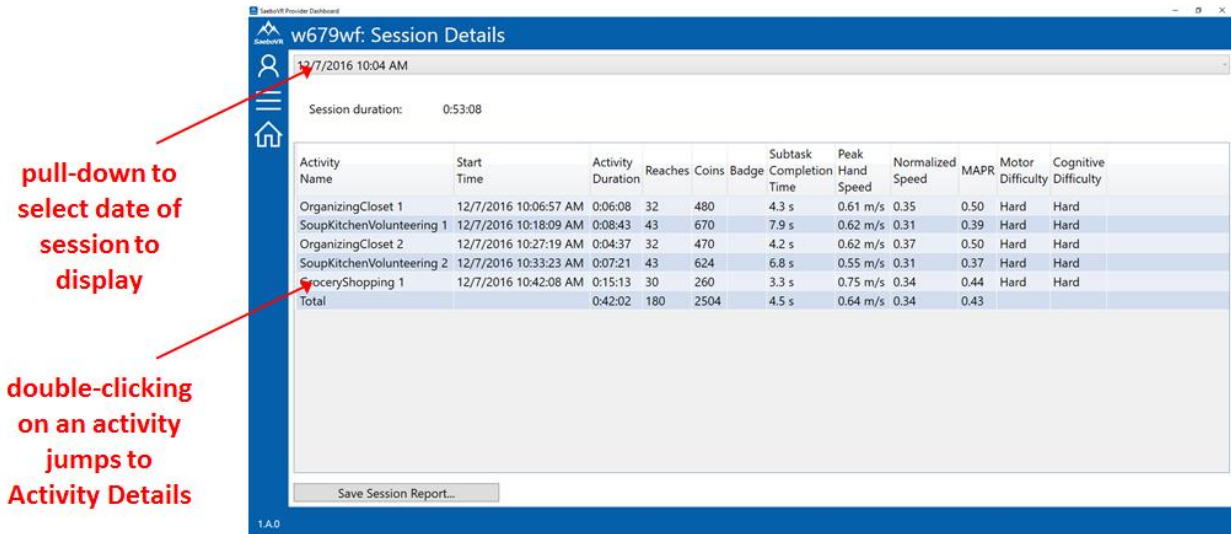 SaeboVR Provider Dashboard
SaeboVR
w679wf: Session Details
12/7/2016 10:04 AM
Session duration: 0:53:08
pull-down to
select date of
session to
display
double-clicking
on an activity
jumps to
Activity Details
Activity Name Start Time Activity Duration Reaches Coins Badge Subtask Completion Time Peak Hand Speed Normalized Speed MAPR Motor Difficulty Cognitive Difficulty
OrganizingCloset 1 12/7/2016 10:06:57 AM 0:06:08 32 480 4.3 s 0.61 m/s 0.35 0.50 Hard Hard
SoupKitchenVolunteering 1 12/7/2016 10:18:09 AM 0:08:43 43 670 7.9 s 0.62 m/s 0.31 0.39 Hard Hard
OrganizingCloset 2 12/7/2016 10:27:19 AM 0:04:37 32 470 4.2 s 0.62 m/s 0.37 0.50 Hard Hard
SoupKitchenVolunteering 2 12/7/2016 10:33:23 AM 0:07:21 43 624 6.8 s 0.55 m/s 0.31 0.37 Hard Hard
GroceryShopping 1 12/7/2016 10:42:08 AM 0:15:13 30 260 3.3 s 0.75 m/s 0.34 0.44 Hard Hard
Total 0:42:02 180 2504 4.5 s 0.64 m/s 0.34 0.43
Save Session Report...
1.A.0